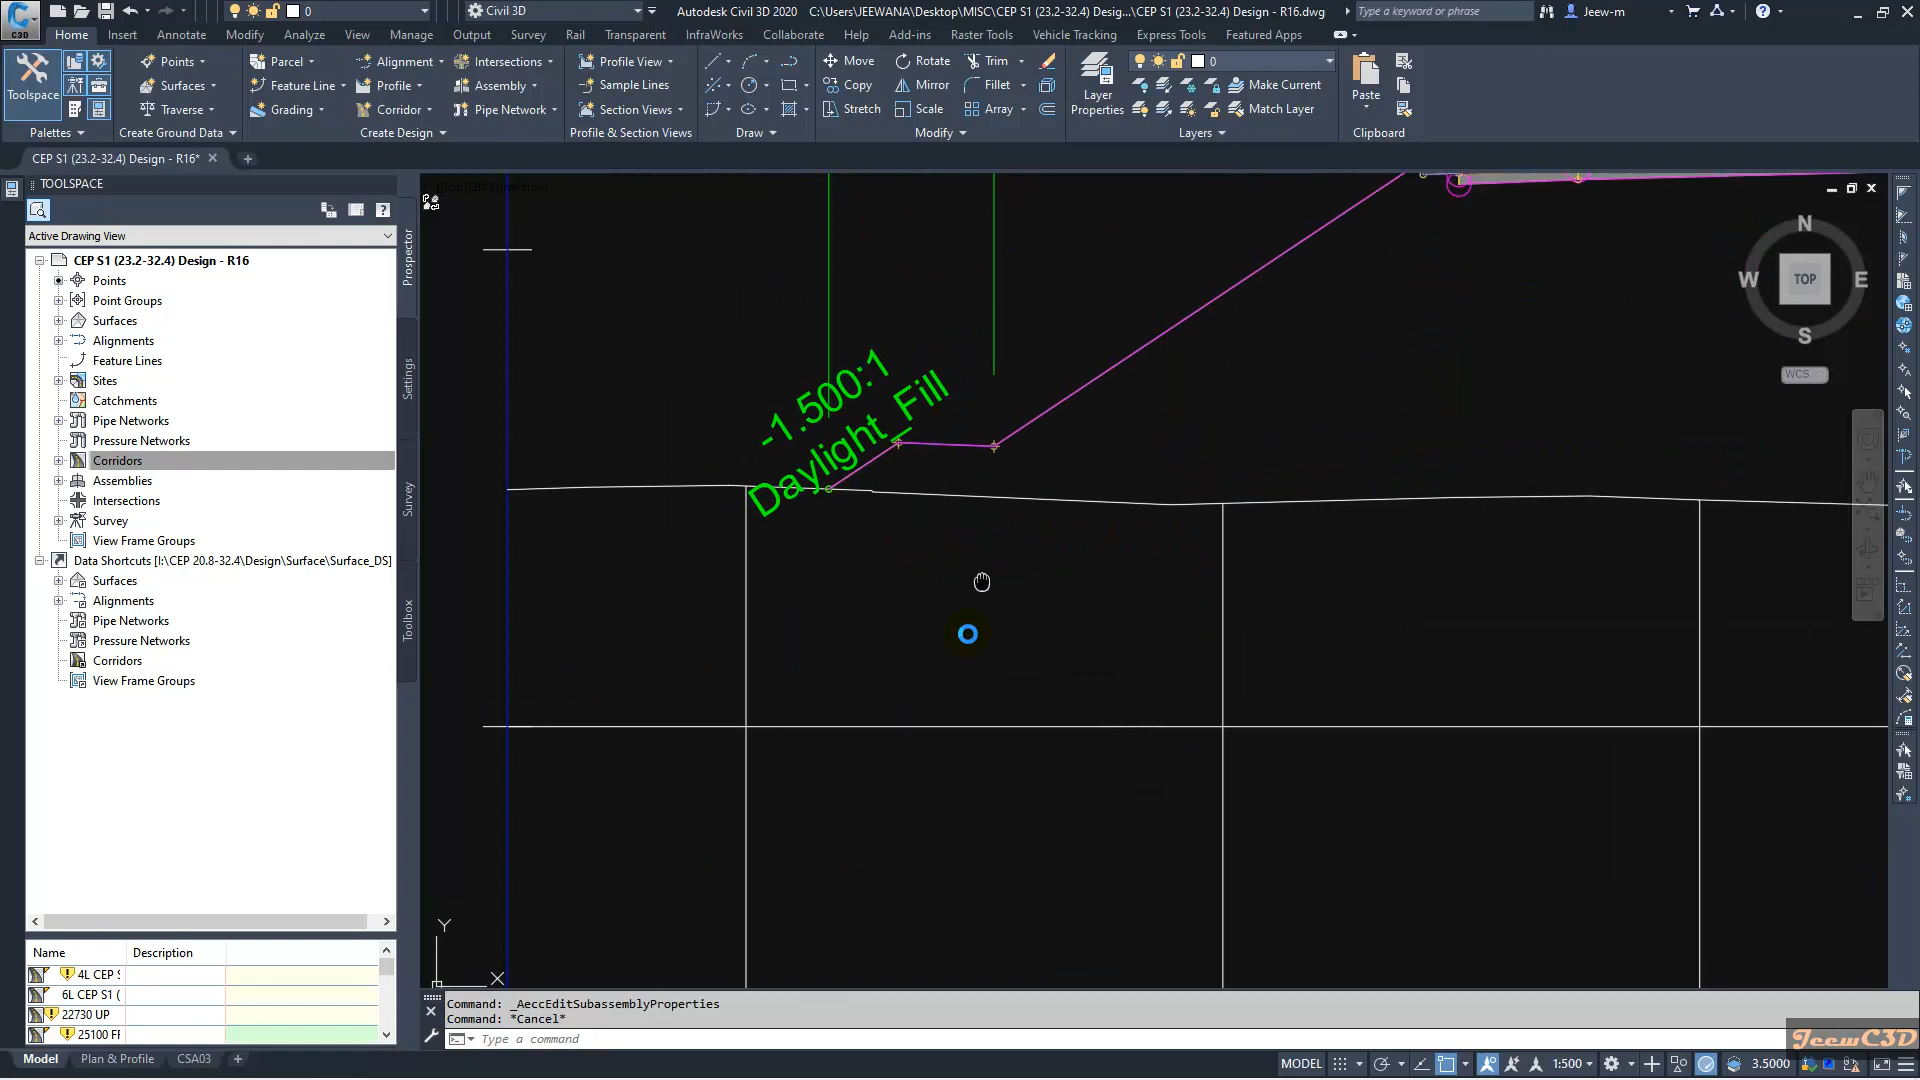 C3D
0
Civil 3D
Autodesk Civil 3D 2020
C:\Users\JEEWANA\Desktop\MISC\CEP S1 (23.2-32.4) Desig...\CEP S1 (23.2-32.4) Design - R16.dwg
Type a keyword or phrase
Jeew-m
Home Insert Annotate Modify Analyze View Manage Output Survey Rail Transparent InfraWorks Collaborate Help Add-ins Raster Tools Vehicle Tracking Express Tools Featured Apps
Points Parcel Alignment Intersections Profile View Move Rotate Trim 0
Toolspace Surfaces Feature Line Profile Assembly Sample Lines Copy Mirror Fillet Layer Properties Make Current Paste
Traverse Grading Corridor Pipe Network Section Views Stretch Scale Array Match Layer
Palettes Create Ground Data Create Design Profile & Section Views Draw Modify Layers Clipboard
CEP S1 (23.2-32.4) Design - R16*
TOOLSPACE
Active Drawing View
CEP S1 (23.2-32.4) Design - R16
Points
Point Groups
Surfaces
Alignments
Feature Lines
Sites
Catchments
Pipe Networks
Pressure Networks
Corridors
Assemblies
Intersections
Survey
View Frame Groups
Data Shortcuts [I:\CEP 20.8-32.4\Design\Surface\Surface_DS]
Surfaces
Alignments
Pipe Networks
Pressure Networks
Corridors
View Frame Groups
Prospector
Settings
Survey
Toolbox
Name Description
4L CEP S
6L CEP S1 (
22730 UP
25100 FF
-1.500:1
Daylight_Fill
N
W TOP E
S
WCS
Y
X
Command: _AeccEditSubassemblyProperties
Command: *Cancel*
Type a command
JeewC3D
Model Plan & Profile CSA03
MODEL 1:500 3.5000